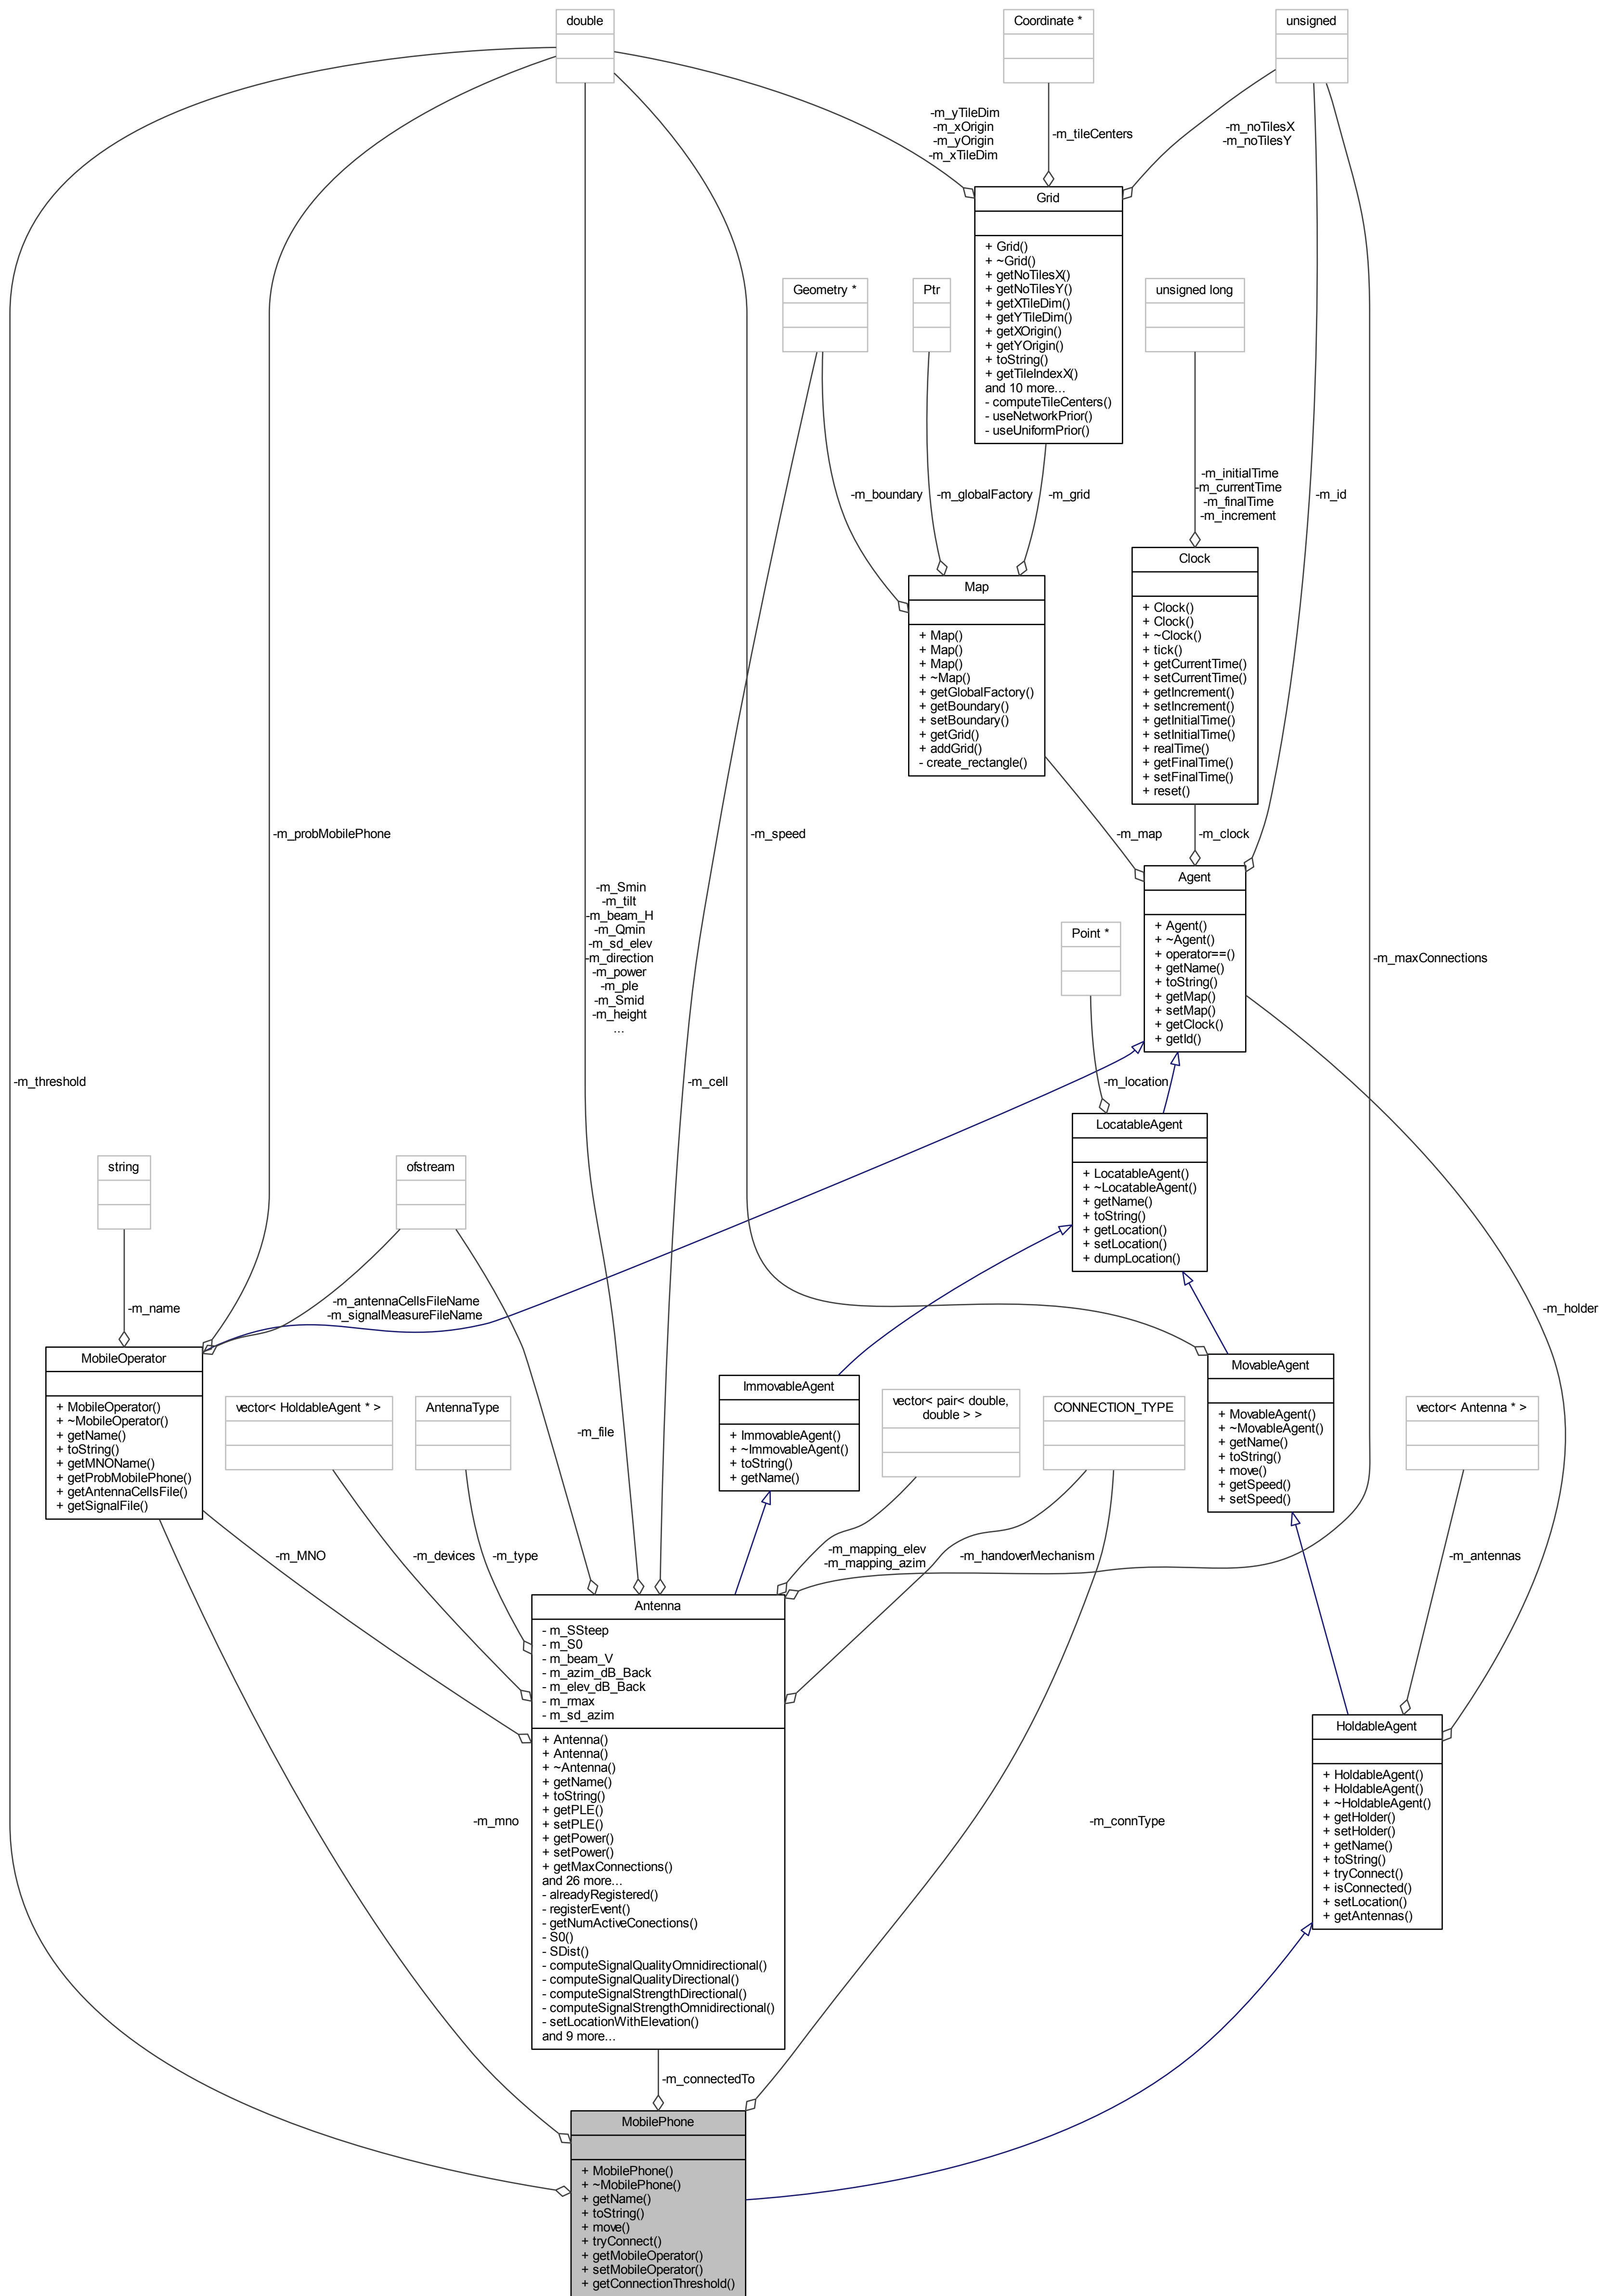 double
Coordinate *
unsigned
-m_yTileDim
-m_xOrigin
-m_yOrigin
-m_xTileDim
-m_tileCenters
-m_noTilesX
-m_noTilesY
Grid
+ Grid()
+ ~Grid()
+ getNoTilesX()
+ getNoTilesY()
+ getXTileDim()
+ getYTileDim()
+ getXOrigin()
+ getYOrigin()
+ toString()
+ getTileIndexX()
and 10 more...
- computeTileCenters()
- useNetworkPrior()
- useUniformPrior()
Geometry *
Ptr
unsigned long
-m_boundary
-m_globalFactory
-m_grid
-m_initialTime
-m_currentTime
-m_finalTime
-m_increment
-m_id
Map
+ Map()
+ Map()
+ Map()
+ ~Map()
+ getGlobalFactory()
+ getBoundary()
+ setBoundary()
+ getGrid()
+ addGrid()
- create_rectangle()
Clock
+ Clock()
+ Clock()
+ ~Clock()
+ tick()
+ getCurrentTime()
+ setCurrentTime()
+ getIncrement()
+ setIncrement()
+ getInitialTime()
+ setInitialTime()
+ realTime()
+ getFinalTime()
+ setFinalTime()
+ reset()
-m_probMobilePhone
-m_speed
-m_map
-m_clock
-m_Smin
-m_tilt
-m_beam_H
-m_Qmin
-m_sd_elev
-m_direction
-m_power
-m_ple
-m_Smid
-m_height
...
Agent
+ Agent()
+ ~Agent()
+ operator==()
+ getName()
+ toString()
+ getMap()
+ setMap()
+ getClock()
+ getId()
Point *
-m_maxConnections
-m_threshold
-m_cell
-m_location
LocatableAgent
+ LocatableAgent()
+ ~LocatableAgent()
+ getName()
+ toString()
+ getLocation()
+ setLocation()
+ dumpLocation()
string
ofstream
-m_name
-m_antennaCellsFileName
-m_signalMeasureFileName
-m_holder
MobileOperator
+ MobileOperator()
+ ~MobileOperator()
+ getName()
+ toString()
+ getMNOName()
+ getProbMobilePhone()
+ getAntennaCellsFile()
+ getSignalFile()
vector< HoldableAgent * >
AntennaType
-m_file
ImmovableAgent
+ ImmovableAgent()
+ ~ImmovableAgent()
+ toString()
+ getName()
vector< pair< double,
double > >
CONNECTION_TYPE
MovableAgent
+ MovableAgent()
+ ~MovableAgent()
+ getName()
+ toString()
+ move()
+ getSpeed()
+ setSpeed()
vector< Antenna * >
-m_MNO
-m_devices
-m_type
-m_mapping_elev
-m_mapping_azim
-m_handoverMechanism
-m_antennas
Antenna
- m_SSteep
- m_S0
- m_beam_V
- m_azim_dB_Back
- m_elev_dB_Back
- m_rmax
- m_sd_azim
+ Antenna()
+ Antenna()
+ ~Antenna()
+ getName()
+ toString()
+ getPLE()
+ setPLE()
+ getPower()
+ setPower()
+ getMaxConnections()
and 26 more...
- alreadyRegistered()
- registerEvent()
- getNumActiveConections()
- S0()
- SDist()
- computeSignalQualityOmnidirectional()
- computeSignalQualityDirectional()
- computeSignalStrengthDirectional()
- computeSignalStrengthOmnidirectional()
- setLocationWithElevation()
and 9 more...
HoldableAgent
+ HoldableAgent()
+ HoldableAgent()
+ ~HoldableAgent()
+ getHolder()
+ setHolder()
+ getName()
+ toString()
+ tryConnect()
+ isConnected()
+ setLocation()
+ getAntennas()
-m_mno
-m_connType
-m_connectedTo
MobilePhone
+ MobilePhone()
+ ~MobilePhone()
+ getName()
+ toString()
+ move()
+ tryConnect()
+ getMobileOperator()
+ setMobileOperator()
+ getConnectionThreshold()